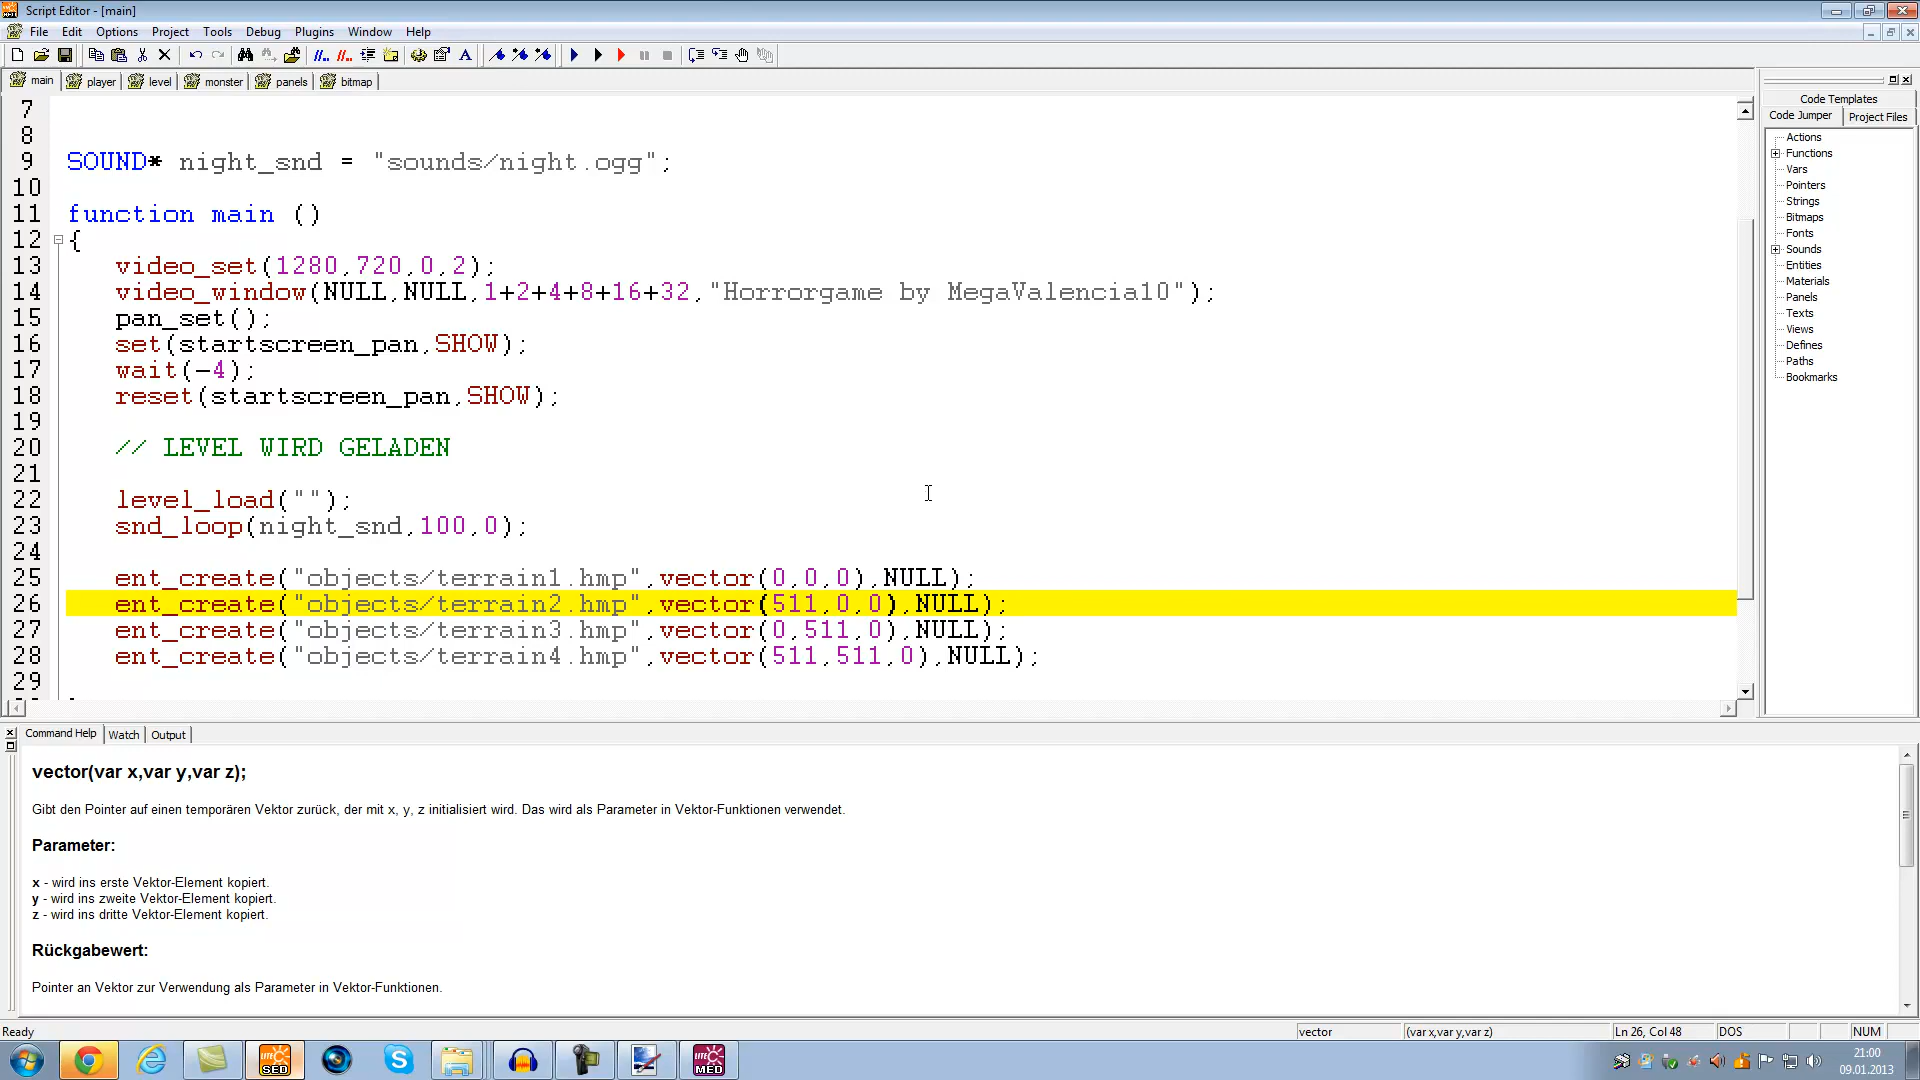 Script Editor - [main]
File Edit Options Project Tools Debug Plugins Window Help
main player level monster panels bitmap
7
8
9 SOUND* night_snd = "sounds/night.ogg";
10
11 function main ()
12 {
13 video_set(1280,720,0,2);
14 video_window(NULL,NULL,1+2+4+8+16+32,"Horrorgame by MegaValencia10");
15 pan_set();
16 set(startscreen_pan,SHOW);
17 wait(-4);
18 reset(startscreen_pan,SHOW);
19
20 // LEVEL WIRD GELADEN
21
22 level_load("");
23 snd_loop(night_snd,100,0);
24
25 ent_create("objects/terrain1.hmp",vector(0,0,0),NULL);
26 ent_create("objects/terrain2.hmp",vector(511,0,0),NULL);
27 ent_create("objects/terrain3.hmp",vector(0,511,0),NULL);
28 ent_create("objects/terrain4.hmp",vector(511,511,0),NULL);
29
Code Templates
Code Jumper Project Files
Actions
Functions
Vars
Pointers
Strings
Bitmaps
Fonts
Sounds
Entities
Materials
Panels
Texts
Views
Defines
Paths
Bookmarks
Command Help Watch Output
vector(var x,var y,var z);
Gibt den Pointer auf einen temporären Vektor zurück, der mit x, y, z initialisiert wird. Das wird als Parameter in Vektor-Funktionen verwendet.
Parameter:
x - wird ins erste Vektor-Element kopiert.
y - wird ins zweite Vektor-Element kopiert.
z - wird ins dritte Vektor-Element kopiert.
Rückgabewert:
Pointer an Vektor zur Verwendung als Parameter in Vektor-Funktionen.
Ready vector (var x,var y,var z) Ln 26, Col 48 DOS NUM
SED
MED
21:00
09.01.2013